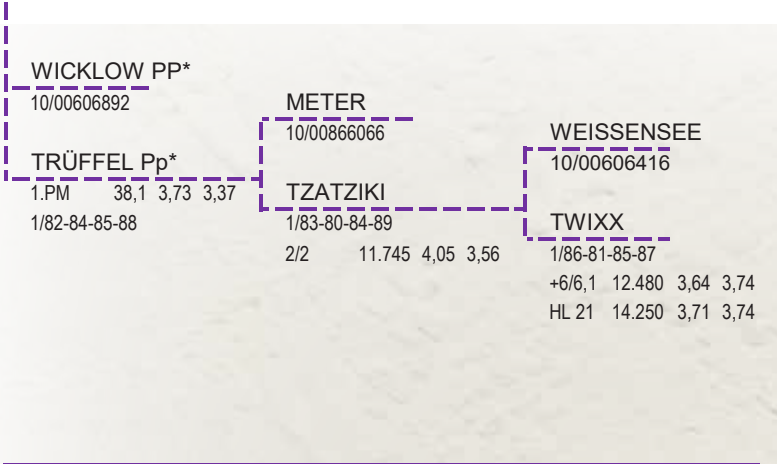 WICKLOW PP*
10/00606892
TRÜFFEL Pp*
1.PM 38,1 3,73 3,37
1/82-84-85-88
METER
10/00866066
TZATZIKI
1/83-80-84-89
2/2 11.745 4,05 3,56
WEISSENSEE
10/00606416
TWIXX
1/86-81-85-87
+6/6,1 12.480 3,64 3,74
HL 21 14.250 3,71 3,74